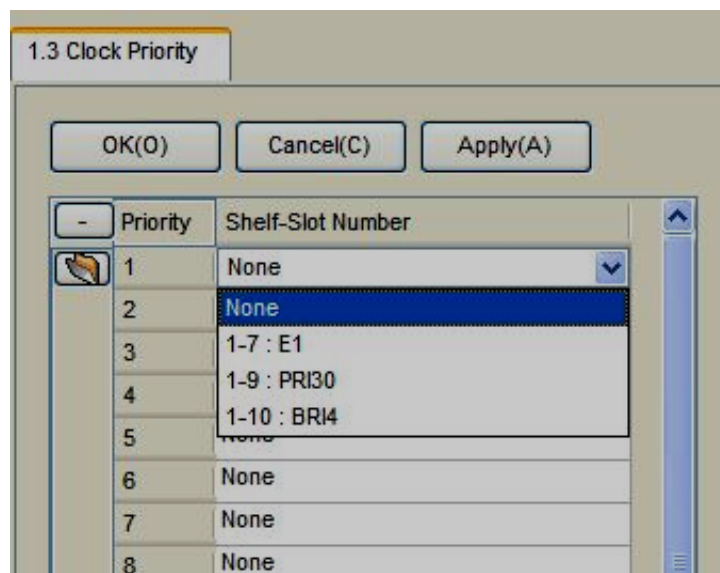 1.3 Clock Priority
OK(O) Cancel(C) Apply(A)
- Priority Shelf-Slot Number
1 None
2 None
3 1-7 : E1
4 1-9 : PRI30
1-10 : BRI4
5 None
6 None
7 None
8 None